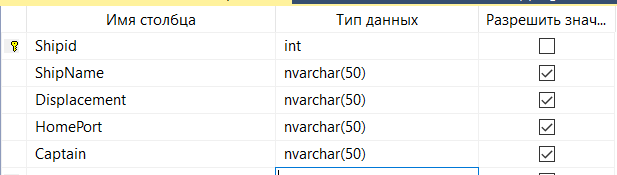 Имя столбца Тип данных Разрешить знач...
Shipid int
ShipName nvarchar(50)
Displacement nvarchar(50)
HomePort nvarchar(50)
Captain nvarchar(50)